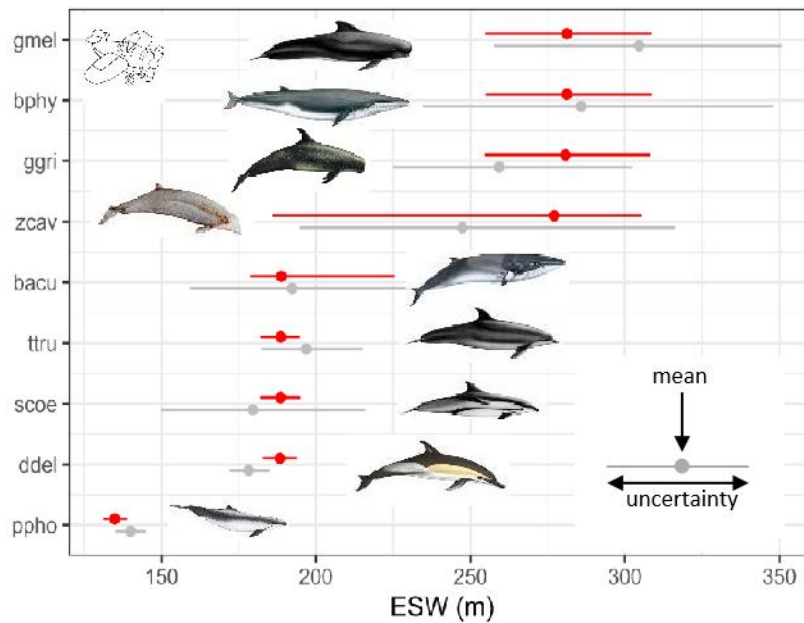 gmel
bphy
ggri
zcav
bacu
ttru
scoe
ddel
ppho
mean
uncertainty
150 200 250 300 350
ESW (m)